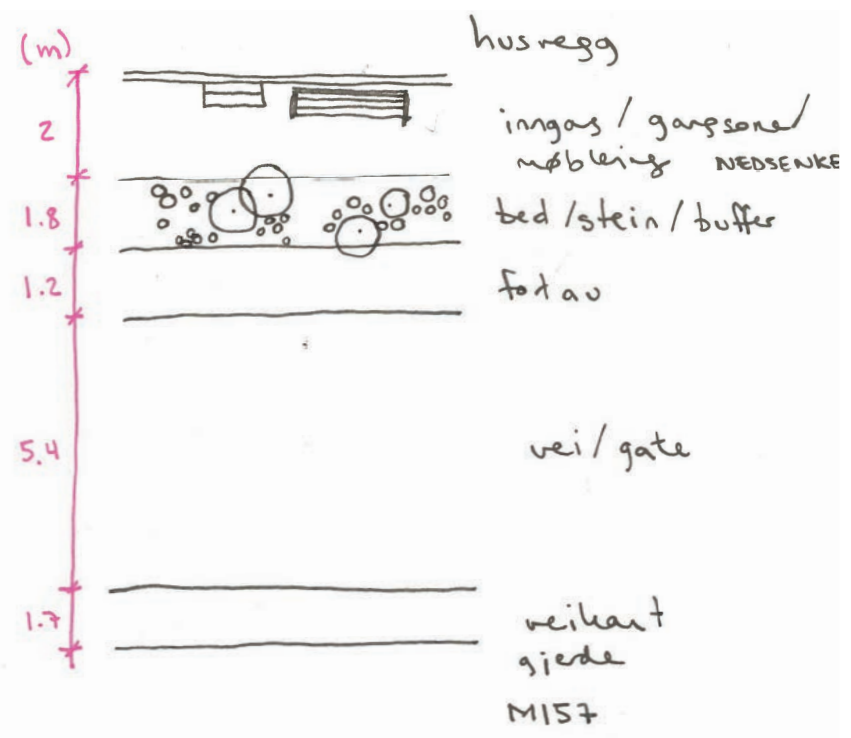 (m)
husvegg
2
inngang / gangsone /
møblering NEDSENKE
1.8
bed / stein / buffer
1.2
fortau
5.4
vei / gate
1.7
veikant
gjerde
M157